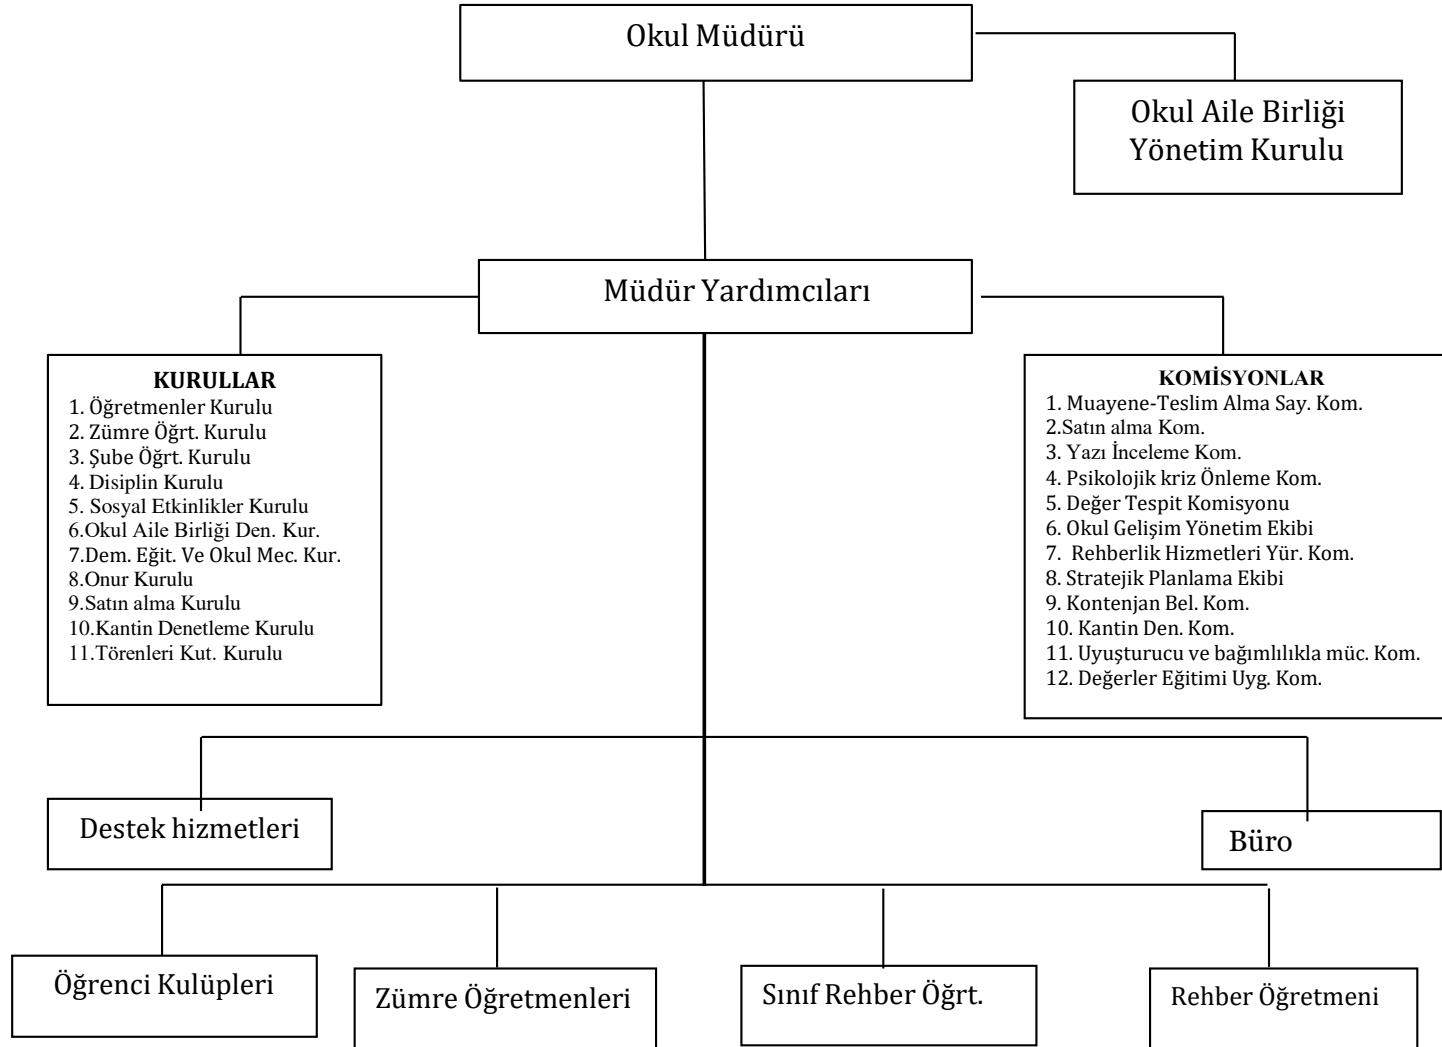 Okul Müdürü
Okul Aile Birliği
Yönetim Kurulu
Müdür Yardımcıları
KURULLAR
1. Öğretmenler Kurulu
2. Zümre Öğrt. Kurulu
3. Şube Öğrt. Kurulu
4. Disiplin Kurulu
5. Sosyal Etkinlikler Kurulu
6.Okul Aile Birliği Den. Kur.
7.Dem. Eğit. Ve Okul Mec. Kur.
8.Onur Kurulu
9.Satın alma Kurulu
10.Kantin Denetleme Kurulu
11.Törenleri Kut. Kurulu
KOMİSYONLAR
1. Muayene-Teslim Alma Say. Kom.
2.Satın alma Kom.
3. Yazı İnceleme Kom.
4. Psikolojik kriz Önleme Kom.
5. Değer Tespit Komisyonu
6. Okul Gelişim Yönetim Ekibi
7. Rehberlik Hizmetleri Yür. Kom.
8. Stratejik Planlama Ekibi
9. Kontenjan Bel. Kom.
10. Kantin Den. Kom.
11. Uyuşturucu ve bağımlılıkla müc. Kom.
12. Değerler Eğitimi Uyg. Kom.
Destek hizmetleri
Büro
Öğrenci Kulüpleri
Zümre Öğretmenleri
Sınıf Rehber Öğrt.
Rehber Öğretmeni